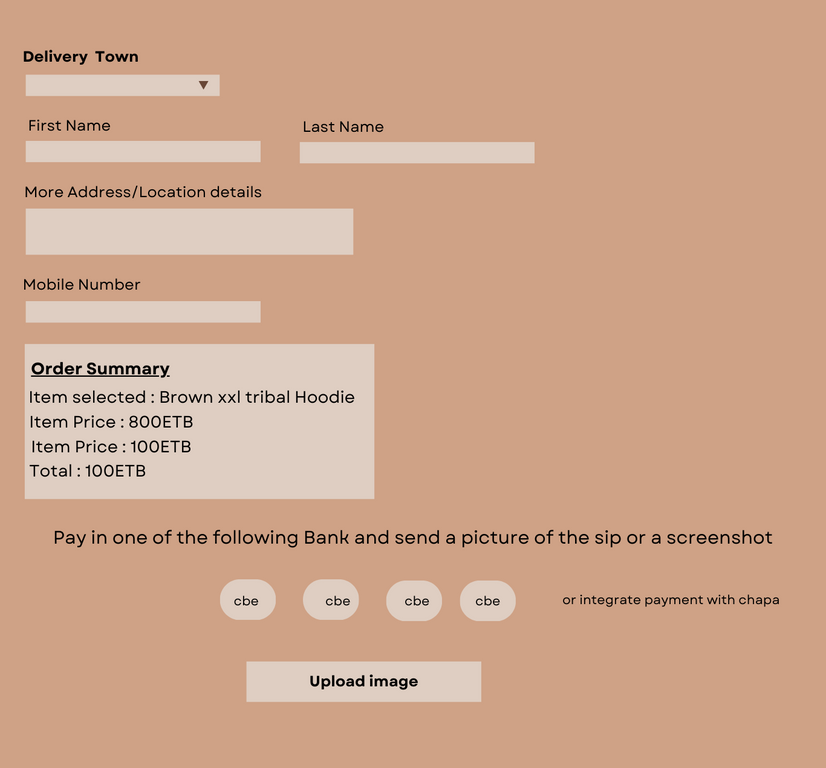 Delivery Town
First Name
Last Name
More Address/Location details
Mobile Number
Order Summary
Item selected : Brown xxl tribal Hoodie
Item Price : 800ETB
Item Price : 100ETB
Total : 100ETB
Pay in one of the following Bank and send a picture of the sip or a screenshot
cbe cbe cbe cbe or integrate payment with chapa
Upload image